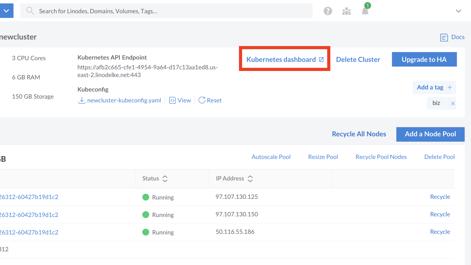 Search for Linodes, Domains, Volumes, Tags...
1
newcluster
Docs
3 CPU Cores
6 GB RAM
150 GB Storage
Kubernetes API Endpoint
https://afb2c665-cfe1-4954-9a64-d17c13aa1ed8.us-
east-2.linodelke.net:443
Kubeconfig
newcluster-kubeconfig.yaml View Reset
Kubernetes dashboard
Delete Cluster
Upgrade to HA
Add a tag +
biz ×
Recycle All Nodes
Add a Node Pool
GB
Autoscale Pool Resize Pool Recycle Pool Nodes Delete Pool
Status IP Address
26312-60427b19d1c2 Running 97.107.130.125 Recycle
26312-60427b19d1c2 Running 97.107.130.150 Recycle
26312-60427b19d1c2 Running 50.116.55.186 Recycle
312